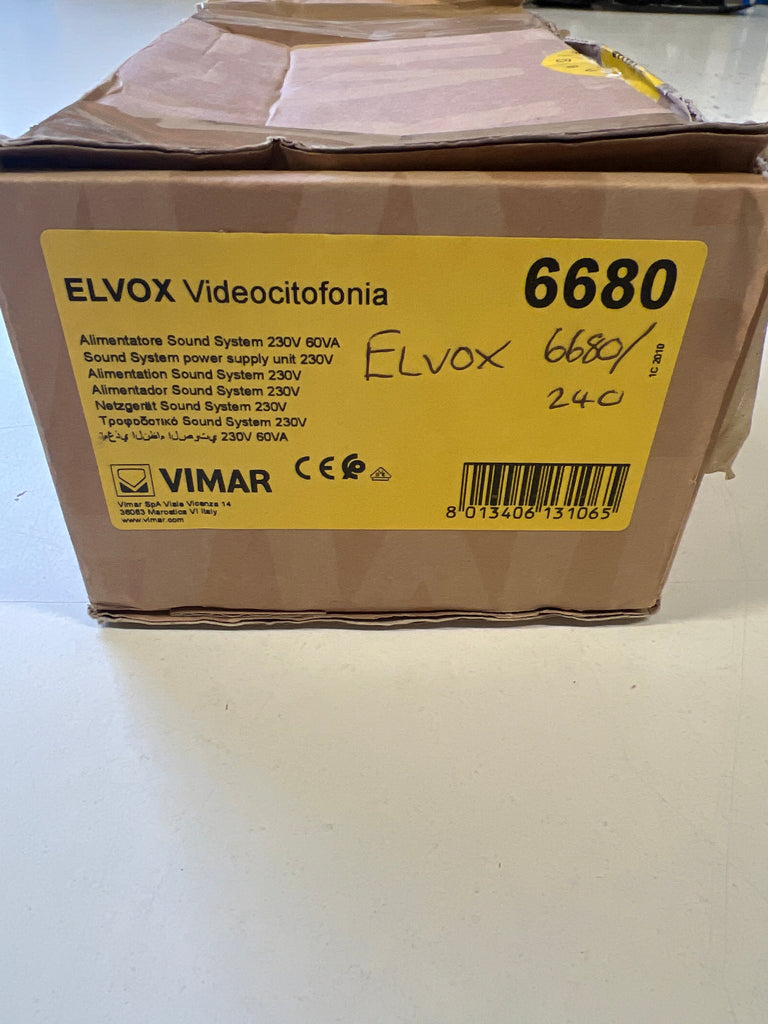 ELVOX Videocitofonia
6680
Alimentatore Sound System 230V 60VA
Sound System power supply unit 230V
Alimentation Sound System 230V
Alimentador Sound System 230V
Netzgerät Sound System 230V
Τροφοδοτικό Sound System 230V
230V 60VA
ELVOX 6680/
240
1C 2010
VIMAR
CE
Vimar SpA Viale Vicenza 14
36063 Marostica VI Italy
www.vimar.com
8 013406 131065